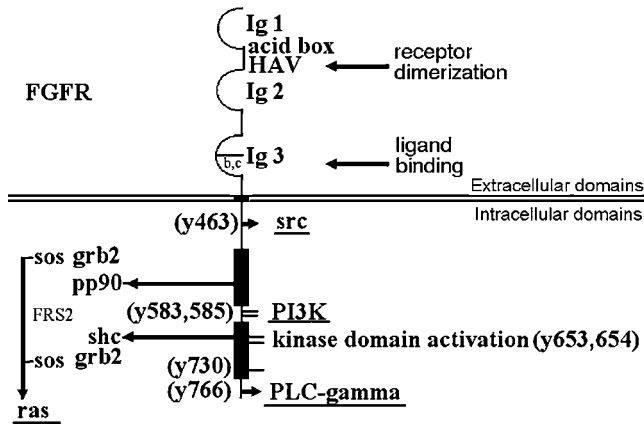 Ig 1
acid box
HAV
receptor
dimerization
FGFR
Ig 2
b,c Ig 3
ligand
binding
Extracellular domains
Intracellular domains
(y463) src
sos grb2
pp90
(y583,585) PI3K
FRS2
shc kinase domain activation (y653,654)
sos grb2
(y730)
(y766) PLC-gamma
ras